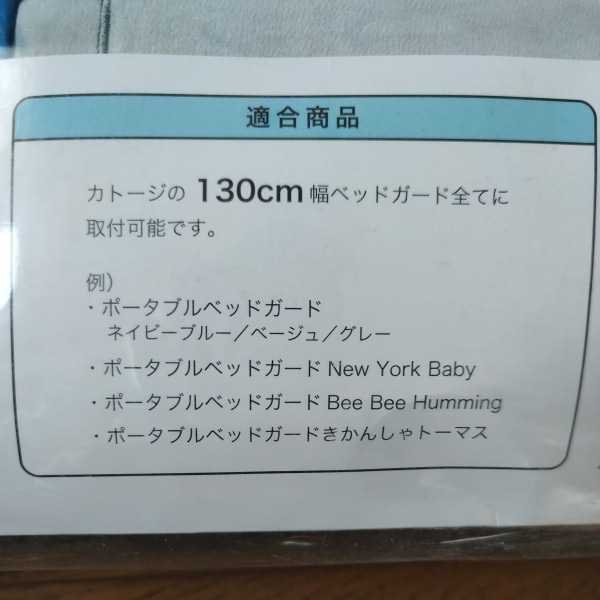 適合商品
カトージの 130cm 幅ベッドガード全てに
取付可能です。
例）
・ポータブルベッドガード
ネイビーブルー／ベージュ／グレー
・ポータブルベッドガード New York Baby
・ポータブルベッドガード Bee Bee Humming
・ポータブルベッドガードきかんしゃトーマス